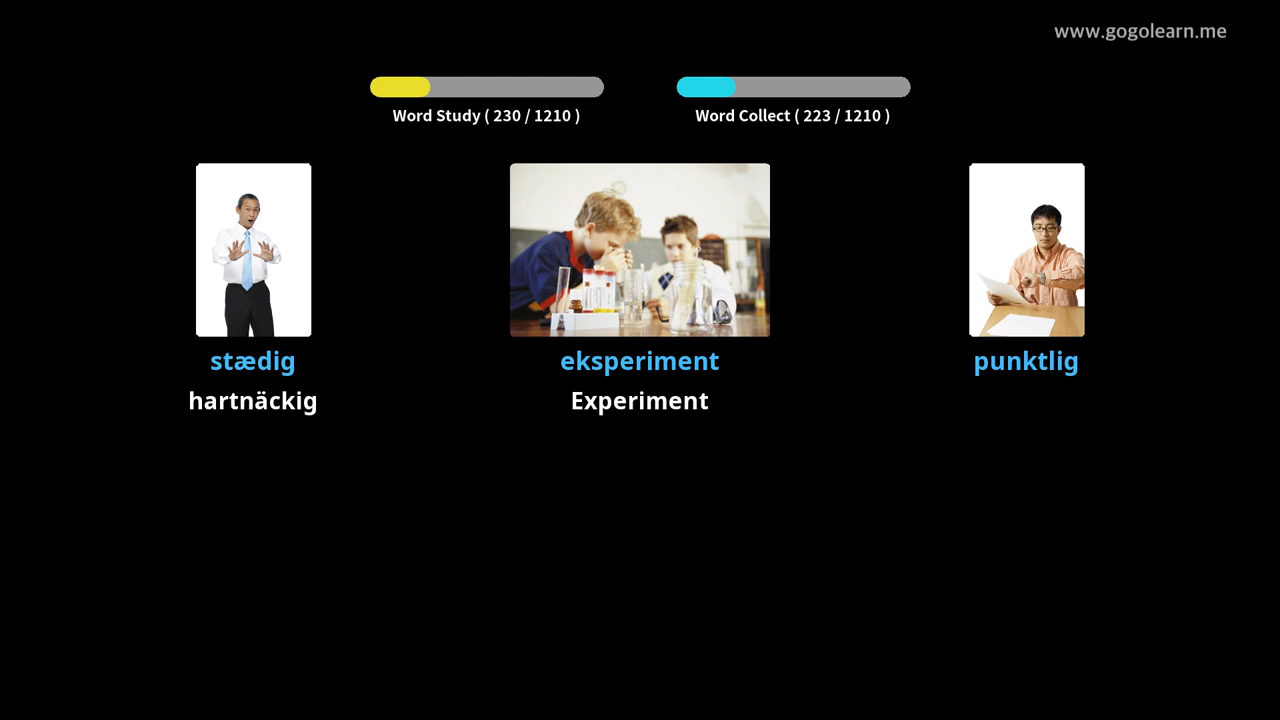 www.gogolearn.me
Word Study ( 230 / 1210 )
Word Collect ( 223 / 1210 )
stædig
eksperiment
punktlig
hartnäckig
Experiment